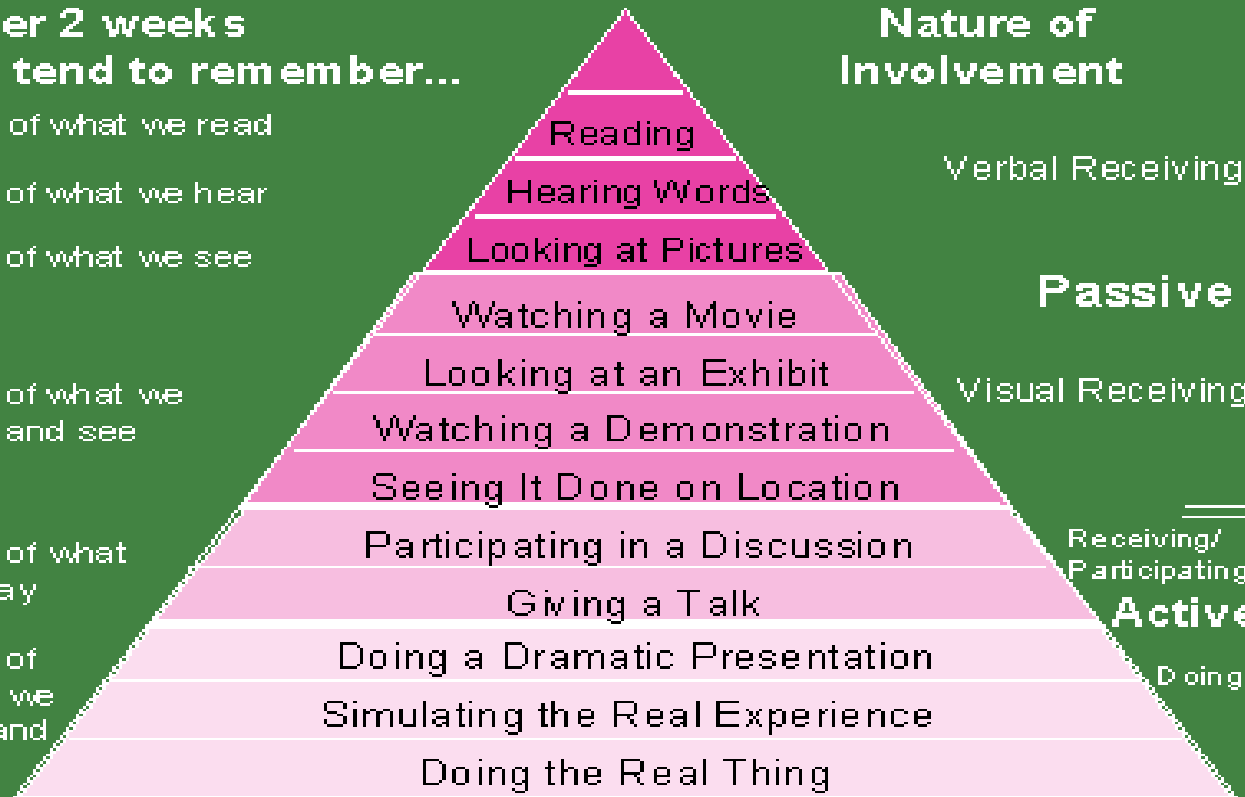 er 2 weeks
tend to remember...
of what we read
of what we hear
of what we see
of what we
and see
of what
ay
of
we
and
Reading
Hearing Words
Looking at Pictures
Watching a Movie
Looking at an Exhibit
Watching a Demonstration
Seeing It Done on Location
Participating in a Discussion
Giving a Talk
Doing a Dramatic Presentation
Simulating the Real Experience
Doing the Real Thing
Nature of
Involvement
Verbal Receiving
Passive
Visual Receiving
Receiving/
Participating
Active
Doing